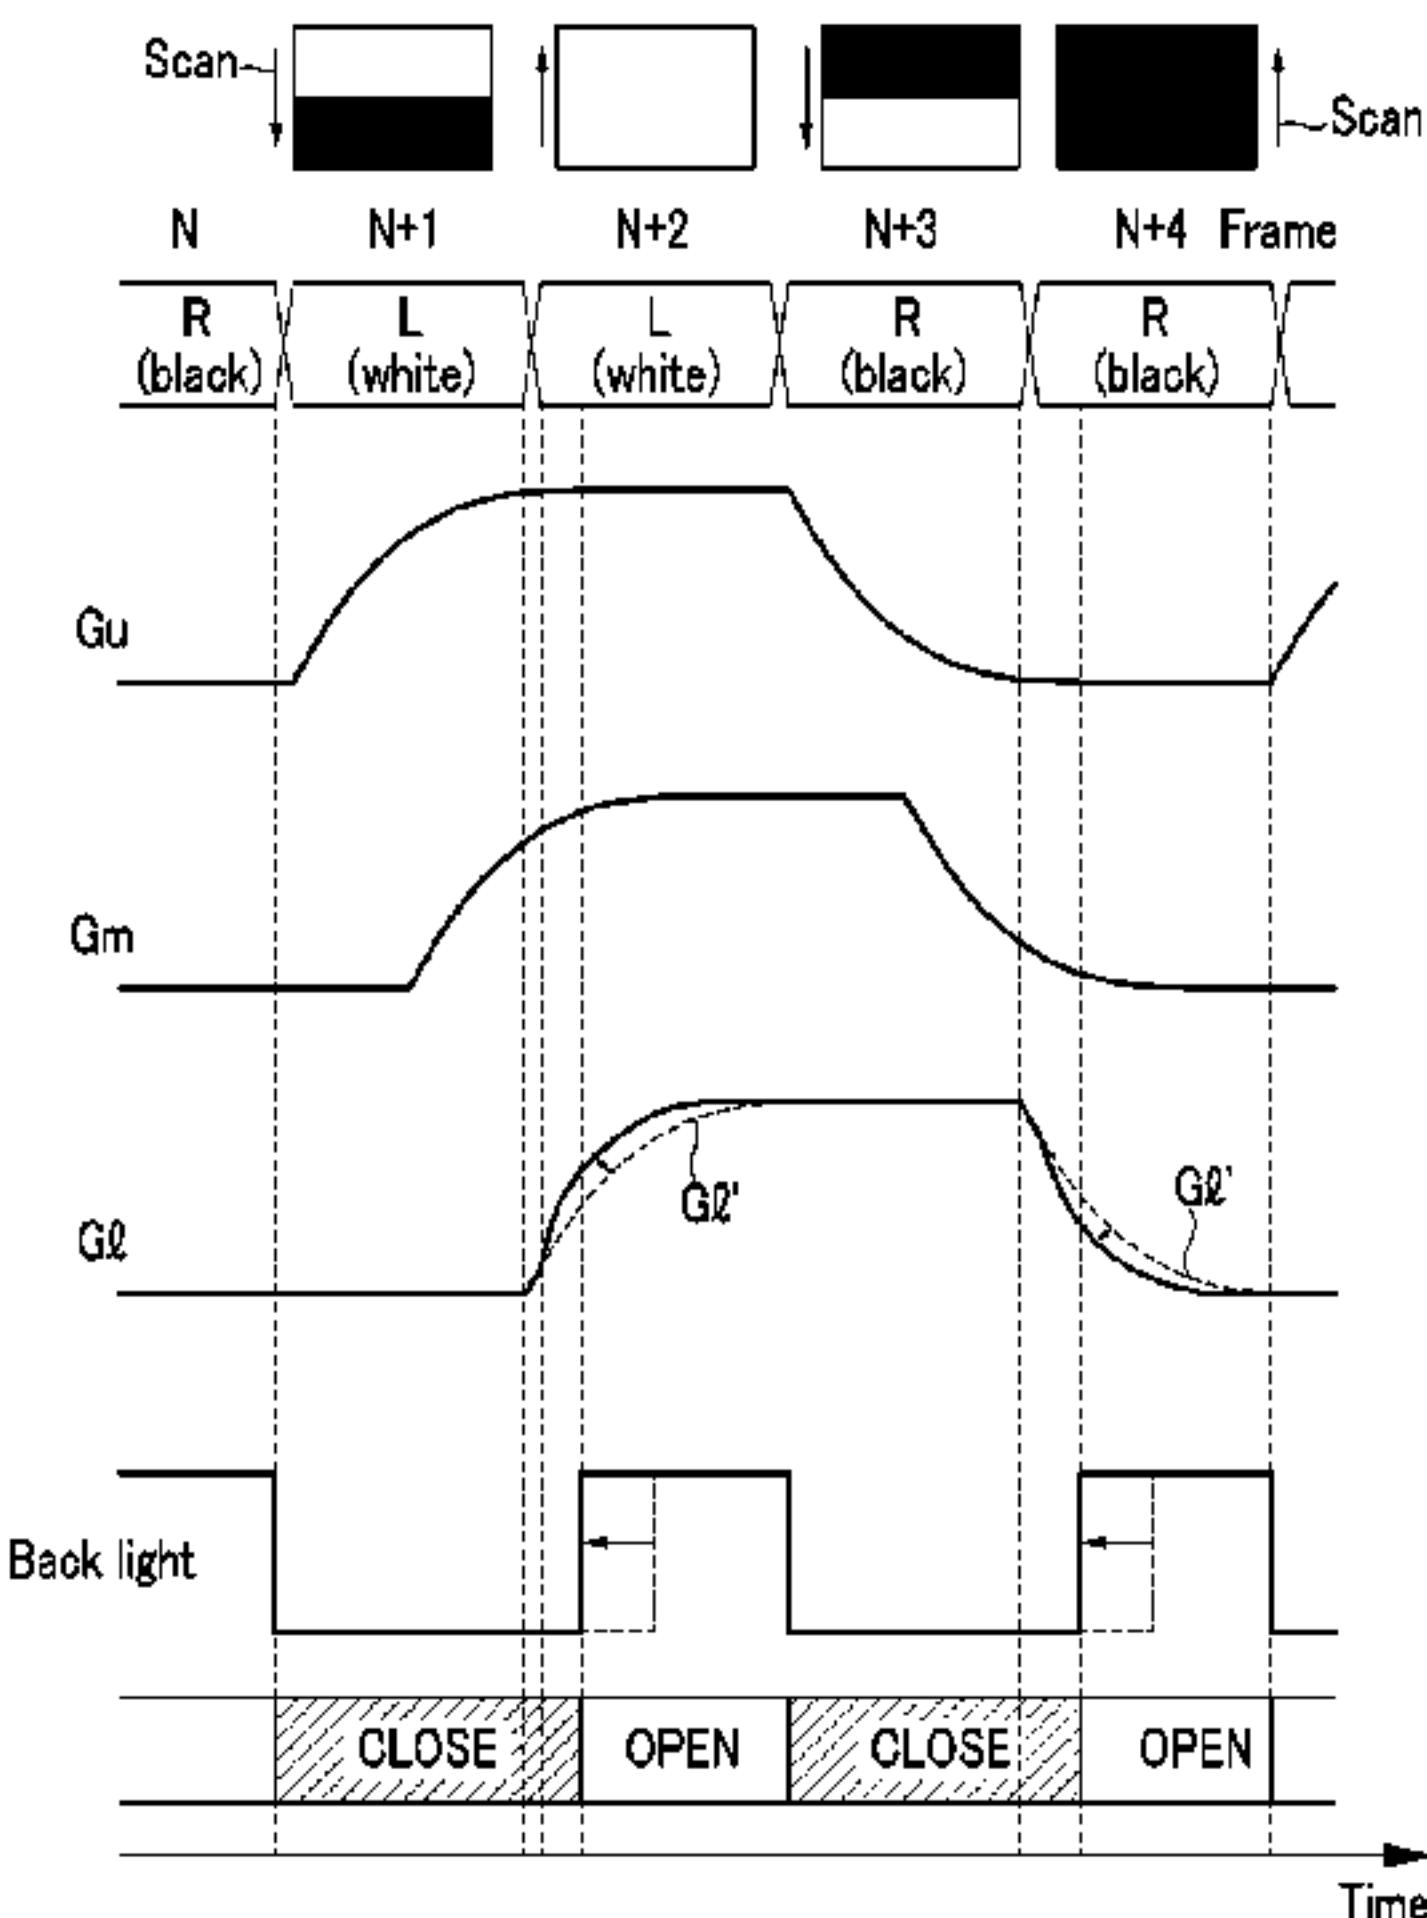 Scan
Scan
N N+1 N+2 N+3 N+4 Frame
R L L R R
(black) (white) (white) (black) (black)
Gu
Gm
Gℓ'
Gℓ'
Gℓ
Back light
CLOSE OPEN CLOSE OPEN
Time